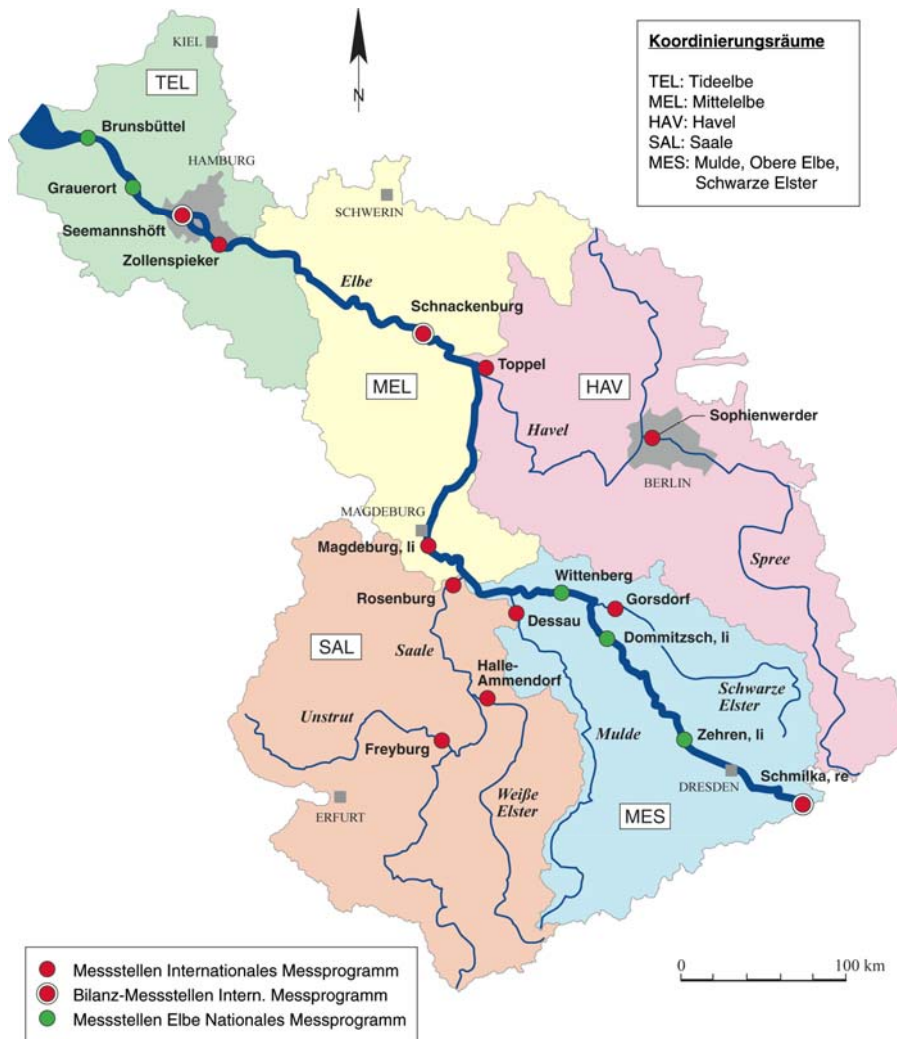 KIEL
TEL
N
Koordinierungsräume
TEL: Tideelbe
MEL: Mittelelbe
HAV: Havel
SAL: Saale
MES: Mulde, Obere Elbe,
Schwarze Elster
Brunsbüttel
HAMBURG
Grauerort
SCHWERIN
Seemannshöft
Zollenspieker
Elbe
Schnackenburg
Toppel
MEL
HAV
Sophienwerder
Havel
BERLIN
MAGDEBURG
Magdeburg, li
Spree
Wittenberg
Rosenburg
Gorsdorf
Dessau
Dommitzsch, li
SAL
Saale
Halle-
Ammendorf
Schwarze
Elster
Unstrut
Mulde
Zehren, li
Freyburg
Schmilka, re
DRESDEN
Weiße
Elster
ERFURT
MES
Messstellen Internationales Messprogramm
Bilanz-Messstellen Intern. Messprogramm
Messstellen Elbe Nationales Messprogramm
0 100 km